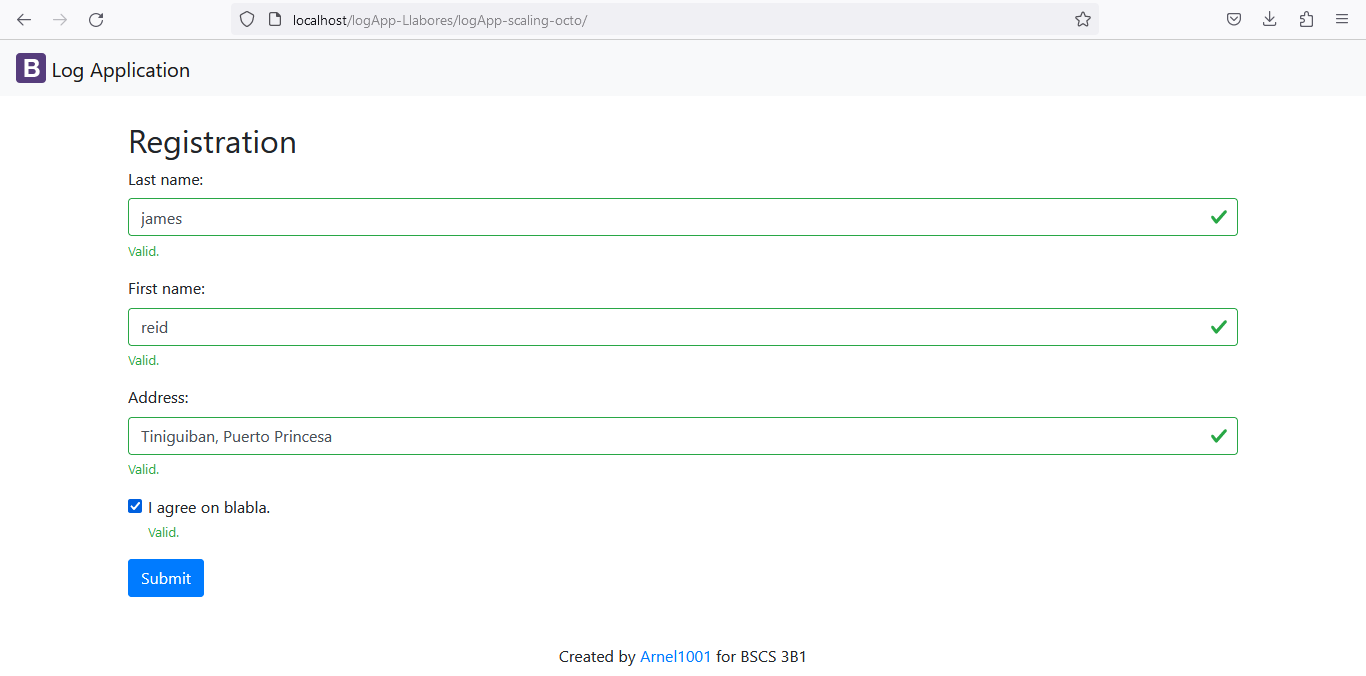 localhost/logApp-Llabores/logApp-scaling-octo/
B Log Application
Registration
Last name:
james
Valid.
First name:
reid
Valid.
Address:
Tiniguiban, Puerto Princesa
Valid.
I agree on blabla.
Valid.
Submit
Created by Arnel1001 for BSCS 3B1